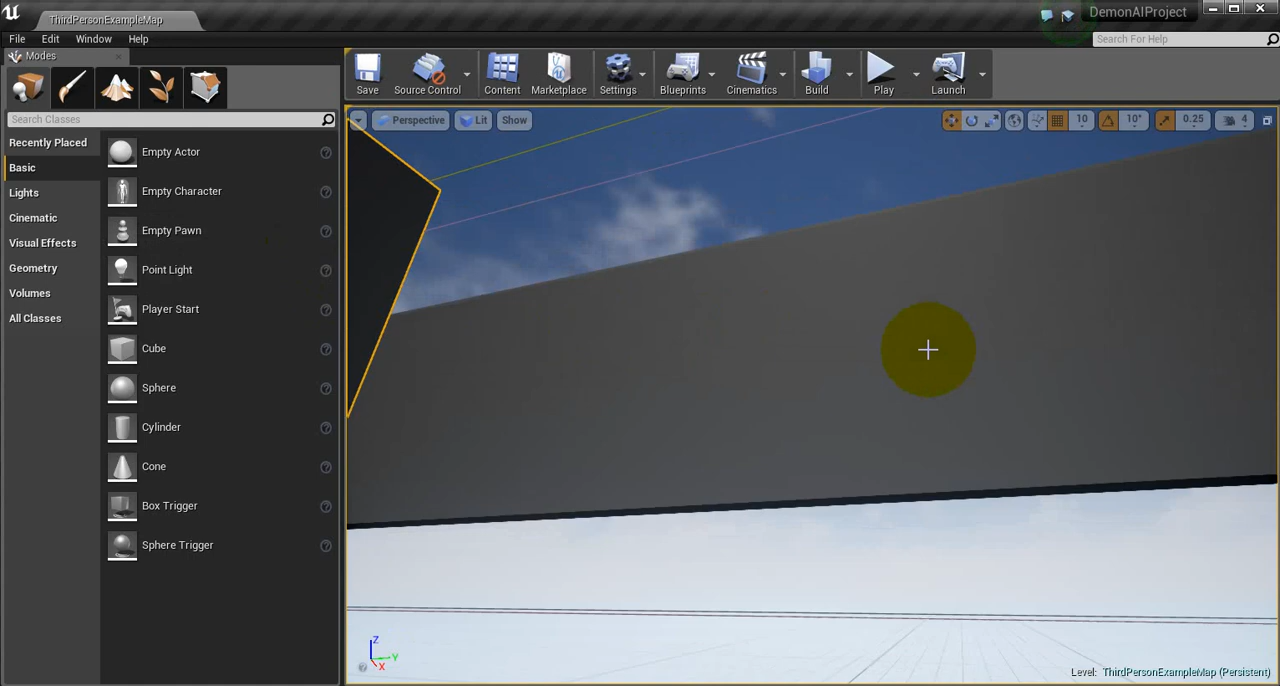 ThirdPersonExampleMap
DemonAIProject
File Edit Window Help
Search For Help
Modes
Search Classes
Recently Placed
Basic
Lights
Cinematic
Visual Effects
Geometry
Volumes
All Classes
Empty Actor
Empty Character
Empty Pawn
Point Light
Player Start
Cube
Sphere
Cylinder
Cone
Box Trigger
Sphere Trigger
Save
Source Control
Content
Marketplace
Settings
Blueprints
Cinematics
Build
Play
Launch
Perspective
Lit
Show
10
10°
0.25
4
Z
Y
X
Level: ThirdPersonExampleMap (Persistent)